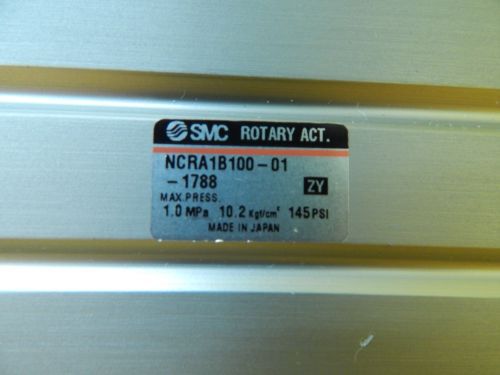 SMC ROTARY ACT.
NCRA1B100-01
-1788 ZY
MAX.PRESS.
1.0 MPa 10.2 Kgf/cm² 145 PSI
MADE IN JAPAN